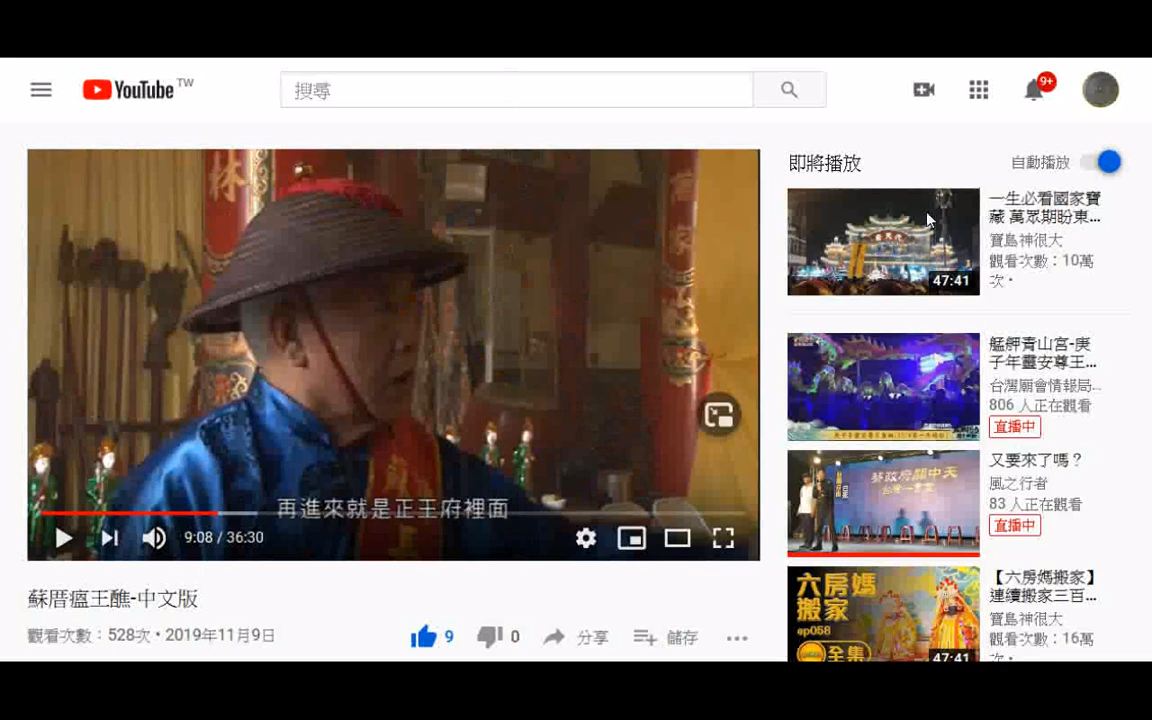 YouTube TW
搜尋
9+
林
再進來就是正王府裡面
9:08 / 36:30
蘇厝瘟王醮-中文版
觀看次數：528次 • 2019年11月9日
9
0
分享
儲存
即將播放
自動播放
47:41
一生必看國家寶
藏 萬眾期盼東...
寶島神很大
觀看次數：10萬
次 •
艋舺青山宮-庚
子年靈安尊王...
台灣廟會情報局...
806 人正在觀看
直播中
又要來了嗎？
風之行者
83 人正在觀看
直播中
六房媽
搬家
ep058
全集
47:41
【六房媽搬家】
連續搬家三百...
寶島神很大
觀看次數：16萬
次 •